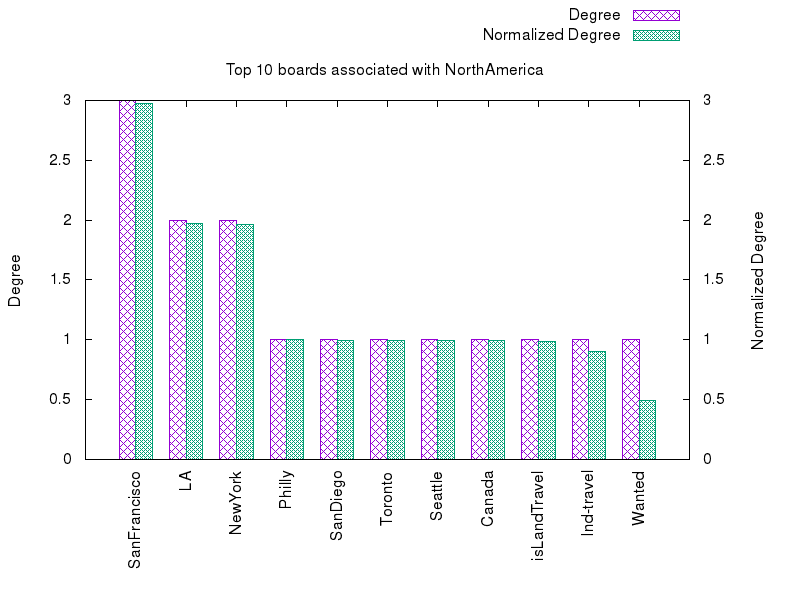 Degree
Normalized Degree
Top 10 boards associated with NorthAmerica
3
2.5
2
1.5
1
0.5
0
3
2.5
2
1.5
1
0.5
0
Degree
Normalized Degree
SanFrancisco
LA
NewYork
Philly
SanDiego
Toronto
Seattle
Canada
isLandTravel
Ind-travel
Wanted